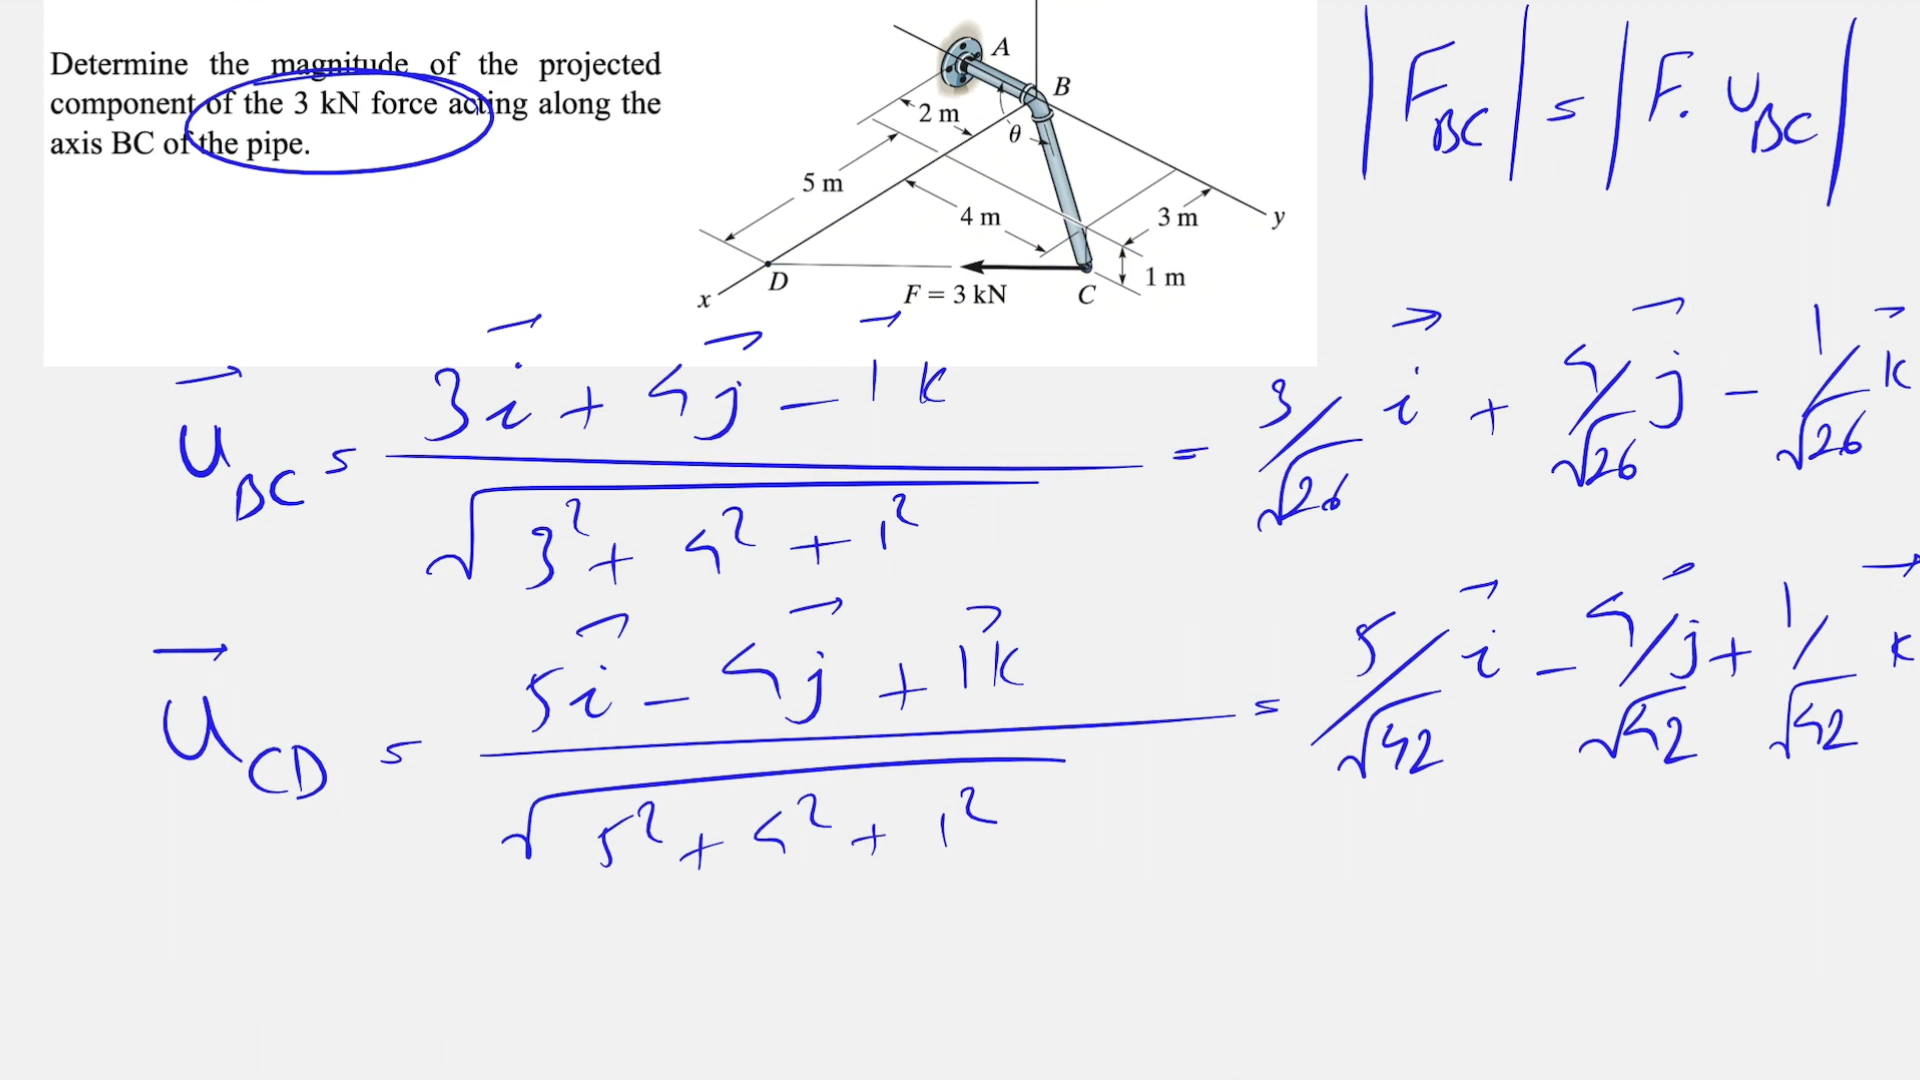 Determine the magnitude of the projected
component of the 3 kN force acting along the
axis BC of the pipe.
A
B
2 m
θ
5 m
4 m
3 m
y
1 m
D
x
F = 3 kN
C
|F_BC| = |F. U_BC|
u_BC = (3i + 4j − 1k) / √(3² + 4² + 1²) = 3/√26 i + 4/√26 j − 1/√26 k
u_CD = (5i − 4j + 1k) / √(5² + 4² + 1²) = 5/√42 i − 4/√42 j + 1/√42 k